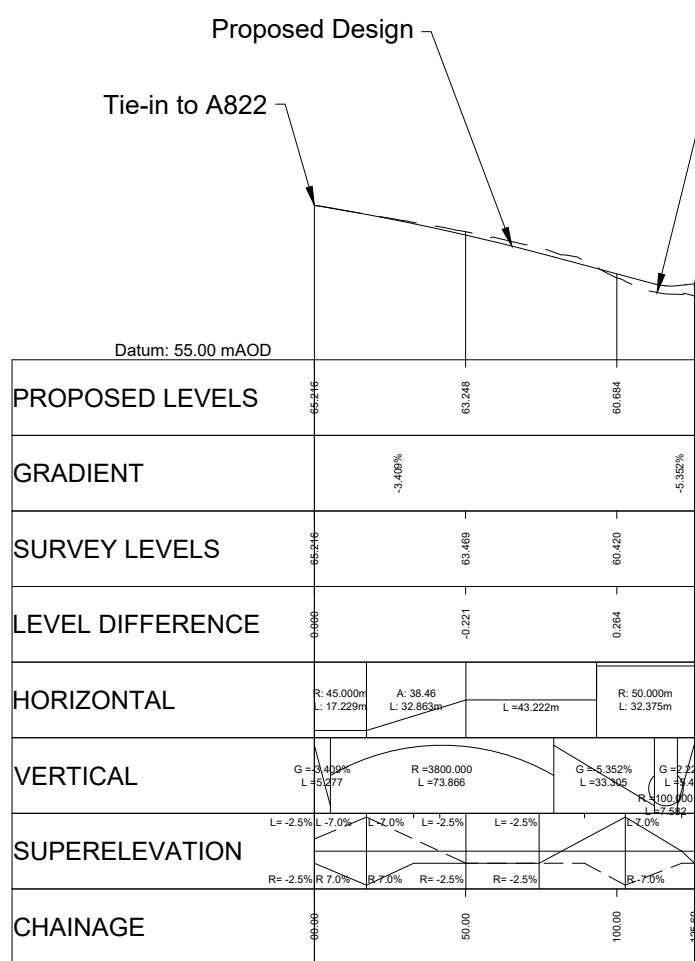 Proposed Design
Tie-in to A822
Datum: 55.00 mAOD
PROPOSED LEVELS
65.216
63.248
60.684
GRADIENT
-3.409%
-5.352%
SURVEY LEVELS
65.216
63.469
60.420
LEVEL DIFFERENCE
0.000
-0.221
0.264
HORIZONTAL
R: 45.000m
L: 17.229m
A: 38.46
L: 32.863m
L =43.222m
R: 50.000m
L: 32.375m
VERTICAL
G =-3.409%
L =5.277
R =3800.000
L =73.866
G =-5.352%
L =33.305
R =100.000
L =7.582
G =2.22
SUPERELEVATION
L= -2.5%
L -7.0%
L -7.0%
L= -2.5%
L= -2.5%
L 7.0%
R= -2.5%
R 7.0%
R 7.0%
R= -2.5%
R= -2.5%
R -7.0%
CHAINAGE
00.00
50.00
100.00
125.60